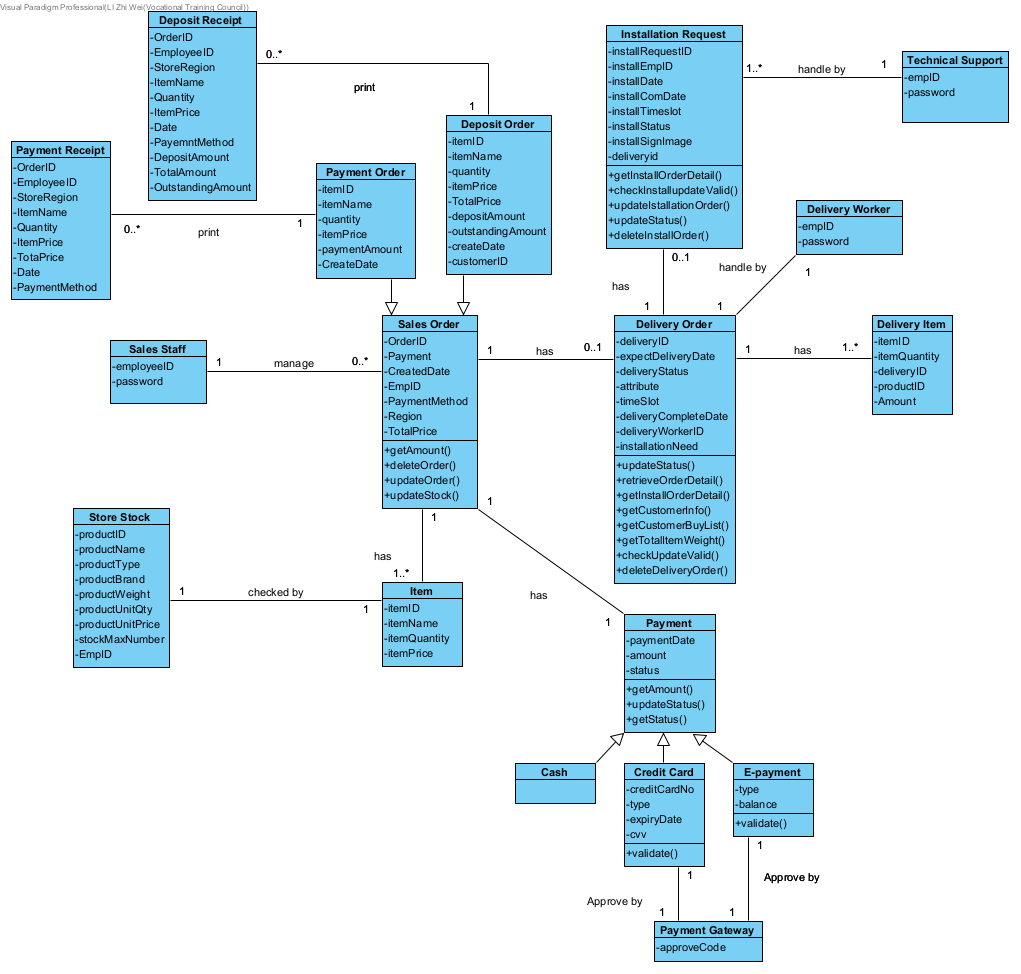 Visual Paradigm Professional(LI Zhi Wei(Vocational Training Council))
Deposit Receipt
-OrderID
-EmployeeID
-StoreRegion
-ItemName
-Quantity
-ItemPrice
-Date
-PayemntMethod
-DepositAmount
-TotalAmount
-OutstandingAmount
0..*
print
1
Installation Request
-installRequestID
-installEmpID
-installDate
-installComDate
-installTimeslot
-installStatus
-installSignImage
-deliveryid
+getInstallOrderDetail()
+checkInstallupdateValid()
+updateIstallationOrder()
+updateStatus()
+deleteInstallOrder()
1..*
handle by
1
Technical Support
-empID
-password
Deposit Order
-itemID
-itemName
-quantity
-itemPrice
-TotalPrice
-depositAmount
-outstandingAmount
-createDate
-customerID
Payment Receipt
-OrderID
-EmployeeID
-StoreRegion
-ItemName
-Quantity
-ItemPrice
-TotaPrice
-Date
-PaymentMethod
0..*
print
1
Payment Order
-itemID
-itemName
-quantity
-itemPrice
-paymentAmount
-CreateDate
Delivery Worker
-empID
-password
0..1
has
1
handle by
1
1
Sales Order
-OrderID
-Payment
-CreatedDate
-EmpID
-PaymentMethod
-Region
-TotalPrice
+getAmount()
+deleteOrder()
+updateOrder()
+updateStock()
1
has
0..1
Delivery Order
-deliveryID
-expectDeliveryDate
-deliveryStatus
-attribute
-timeSlot
-deliveryCompleteDate
-deliveryWorkerID
-installationNeed
+updateStatus()
+retrieveOrderDetail()
+getInstallOrderDetail()
+getCustomerInfo()
+getCustomerBuyList()
+getTotalItemWeight()
+checkUpdateValid()
+deleteDeliveryOrder()
1
has
1..*
Delivery Item
-itemID
-itemQuantity
-deliveryID
-productID
-Amount
Sales Staff
-employeeID
-password
1
manage
0..*
Store Stock
-productID
-productName
-productType
-productBrand
-productWeight
-productUnitQty
-productUnitPrice
-stockMaxNumber
-EmpID
1
checked by
1
1
has
1..*
Item
-itemID
-itemName
-itemQuantity
-itemPrice
1
has
1
Payment
-paymentDate
-amount
-status
+getAmount()
+updateStatus()
+getStatus()
Cash
Credit Card
-creditCardNo
-type
-expiryDate
-cvv
+validate()
E-payment
-type
-balance
+validate()
1
Approve by
1
1
Approve by
1
Payment Gateway
-approveCode